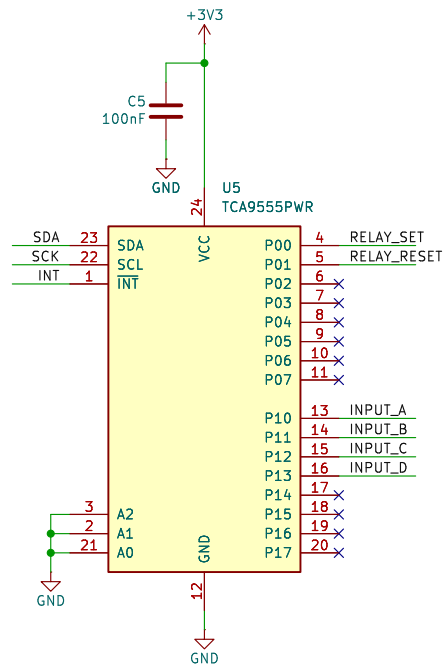 +3V3
C5
100nF
GND
U5
TCA9555PWR
24
VCC
SDA 23 SDA P00 4 RELAY_SET
SCK 22 SCL P01 5 RELAY_RESET
INT 1 INT P02 6
P03 7
P04 8
P05 9
P06 10
P07 11
P10 13 INPUT_A
P11 14 INPUT_B
P12 15 INPUT_C
P13 16 INPUT_D
P14 17
3 A2 P15 18
2 A1 P16 19
21 A0 P17 20
GND
12
GND
GND